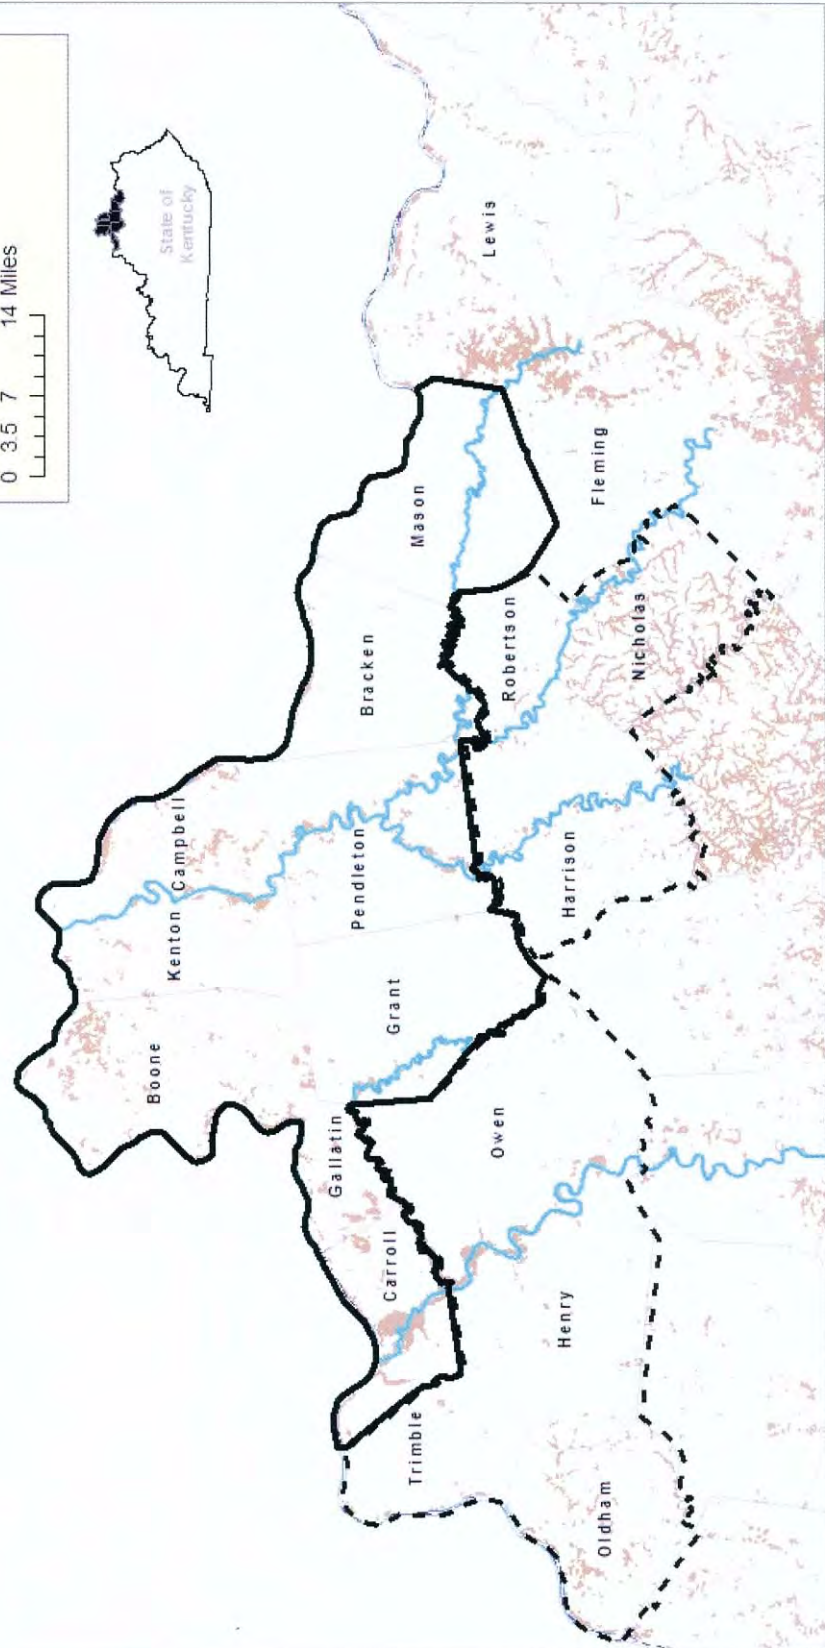 0 3.5 7 14 Miles
State of
Kentucky
Boone
Kenton
Campbell
Gallatin
Carroll
Grant
Pendleton
Bracken
Mason
Lewis
Trimble
Owen
Robertson
Henry
Harrison
Fleming
Oldham
Nicholas